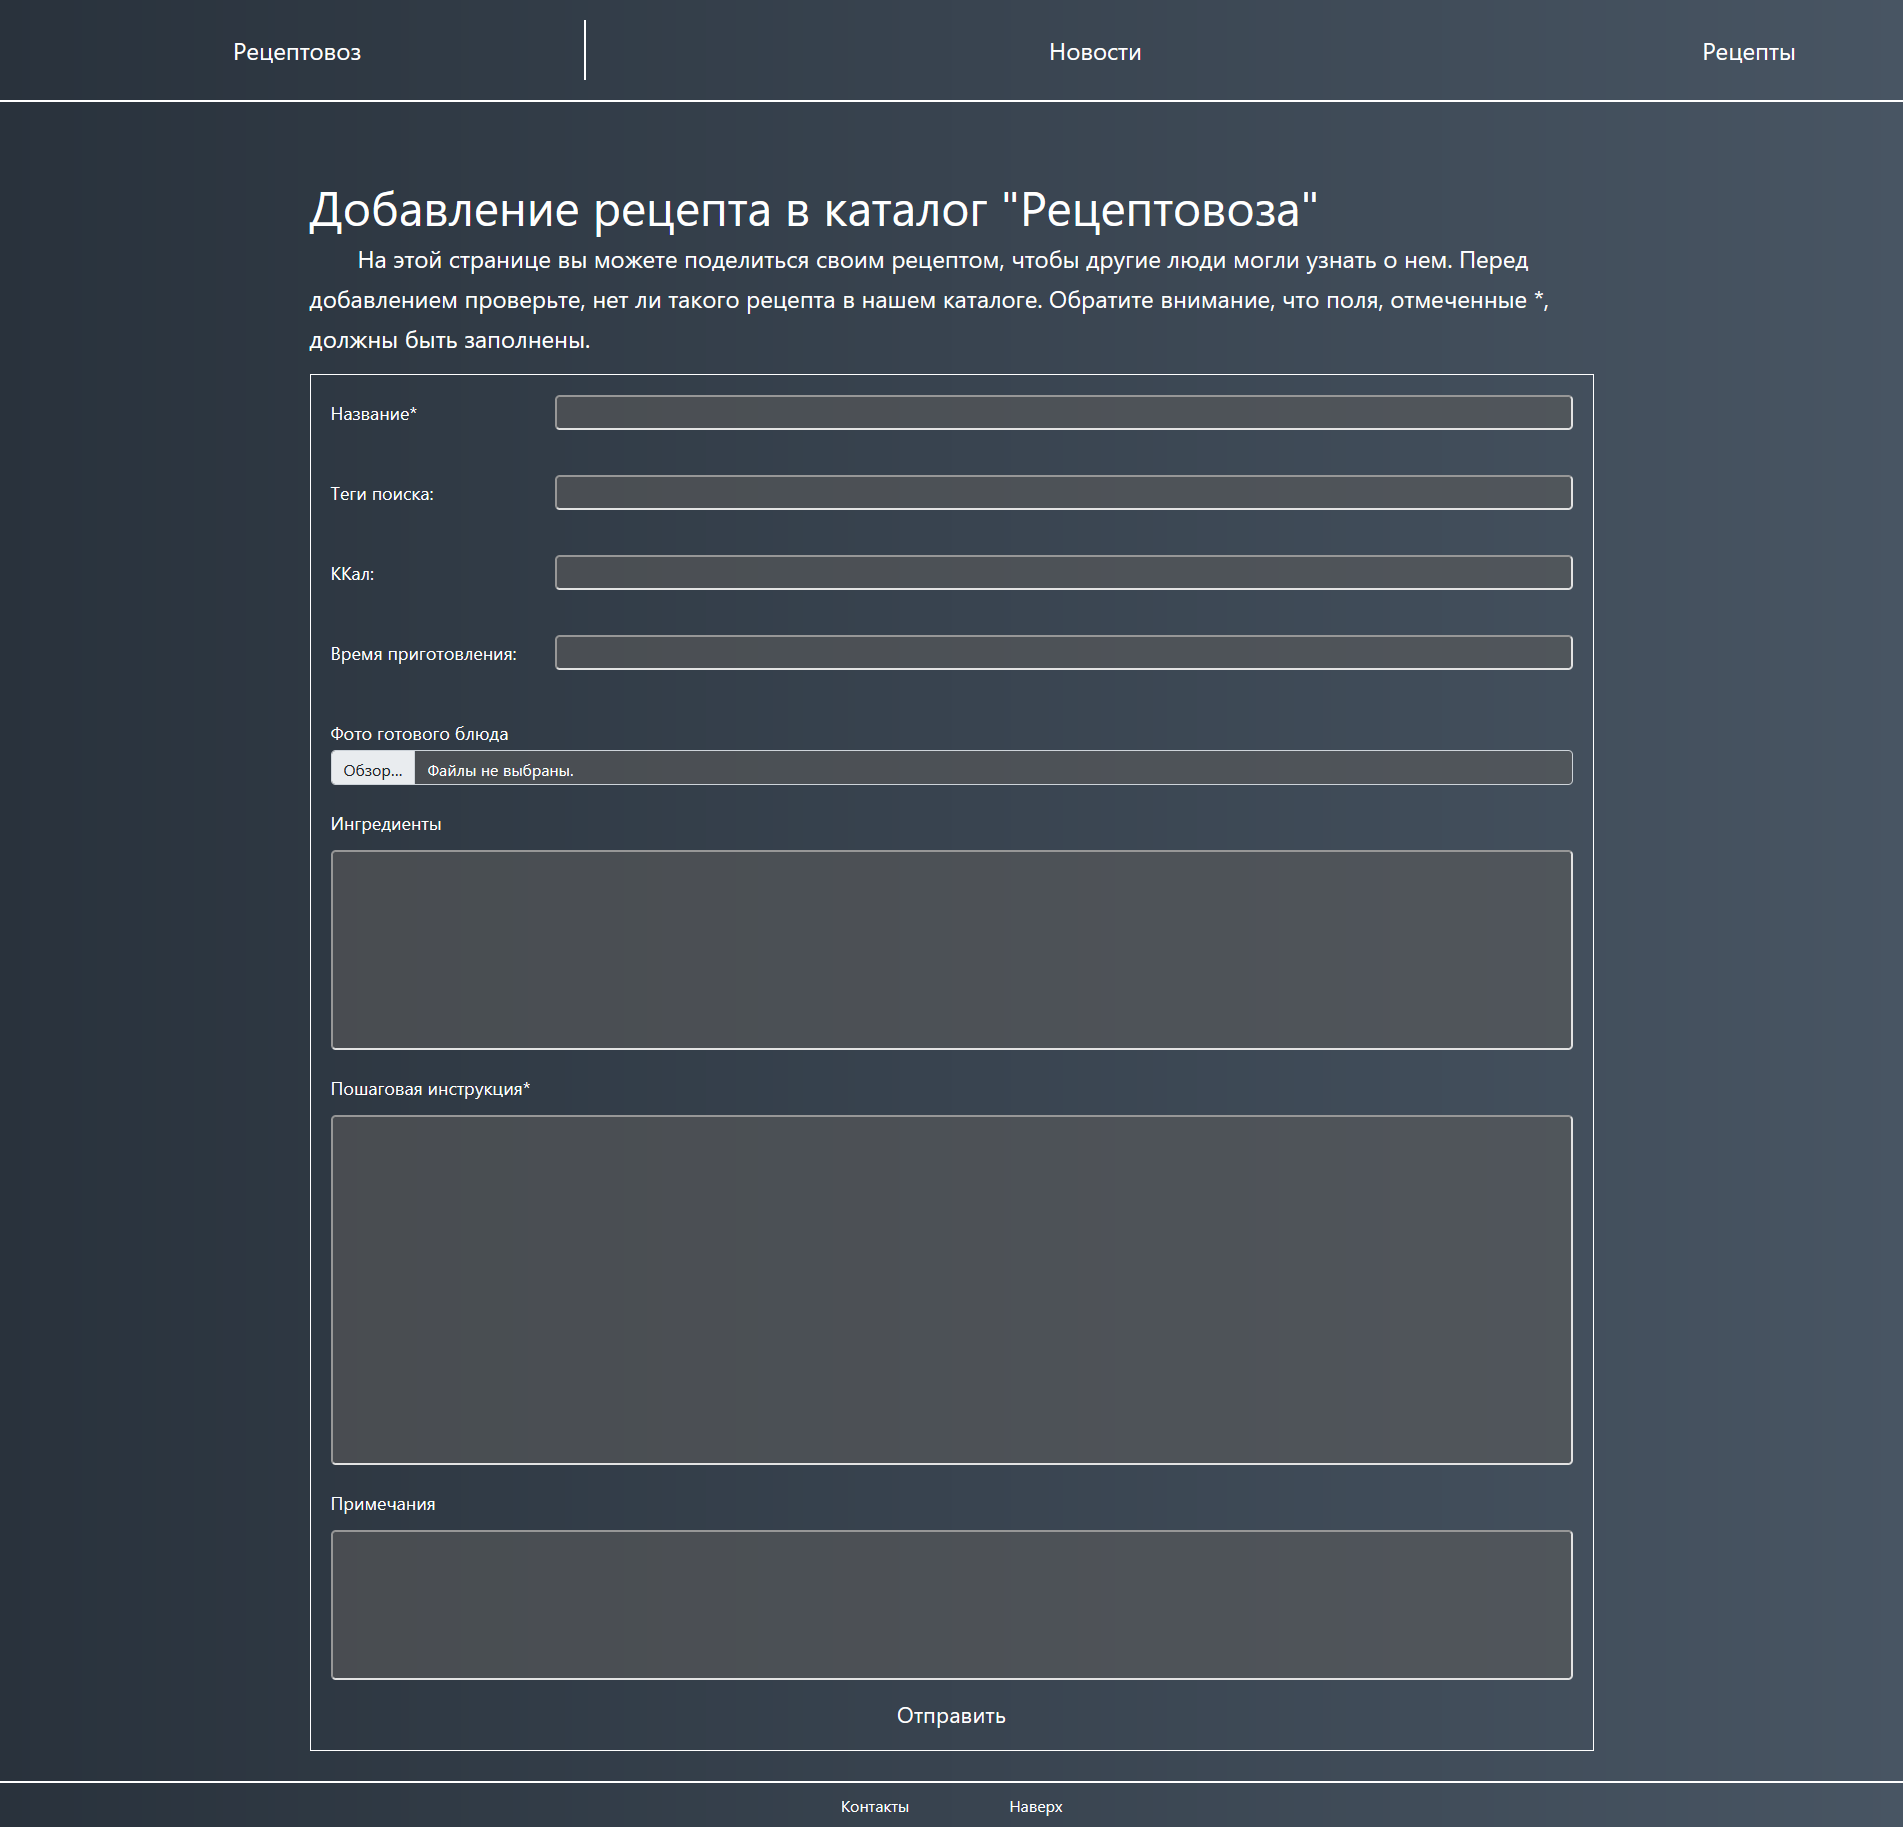 Рецептовоз
Новости
Рецепты
Добавление рецепта в каталог "Рецептовоза"
На этой странице вы можете поделиться своим рецептом, чтобы другие люди могли узнать о нем. Перед
добавлением проверьте, нет ли такого рецепта в нашем каталоге. Обратите внимание, что поля, отмеченные *,
должны быть заполнены.
Название*
Теги поиска:
ККал:
Время приготовления:
Фото готового блюда
Обзор... Файлы не выбраны.
Ингредиенты
Пошаговая инструкция*
Примечания
Отправить
Контакты
Наверх